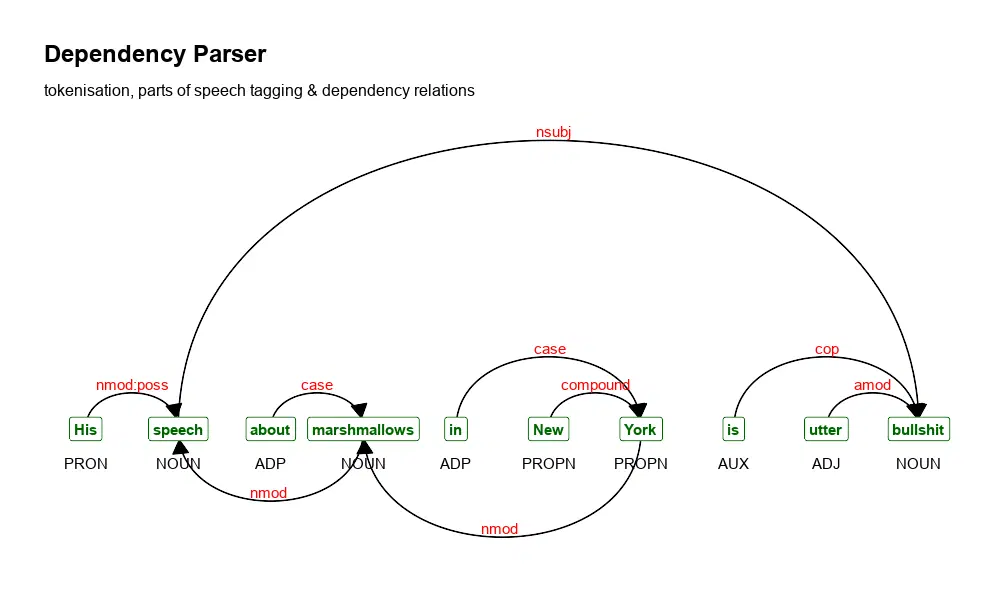 Dependency Parser
tokenisation, parts of speech tagging & dependency relations
nsubj
case cop
nmod:poss case compound amod
His speech about marshmallows in New York is utter bullshit
PRON NOUN ADP NOUN ADP PROPN PROPN AUX ADJ NOUN
nmod
nmod